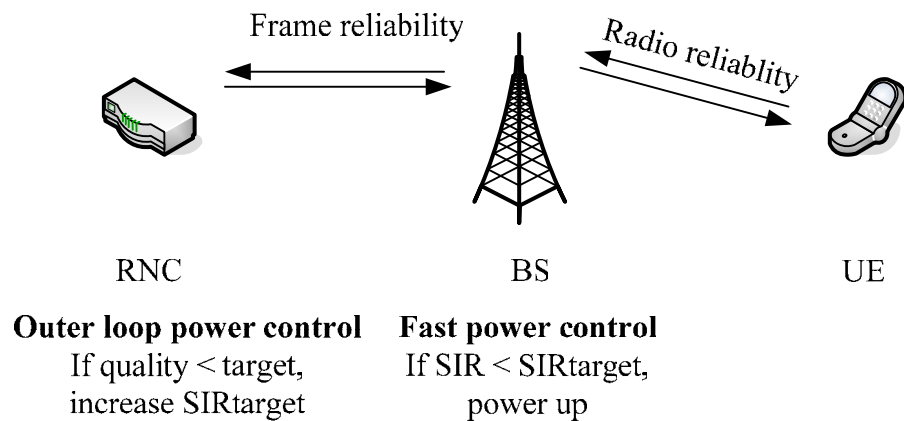 Frame reliability
Radio reliablity
RNC
BS
UE
Outer loop power control
If quality < target,
increase SIRtarget
Fast power control
If SIR < SIRtarget,
power up